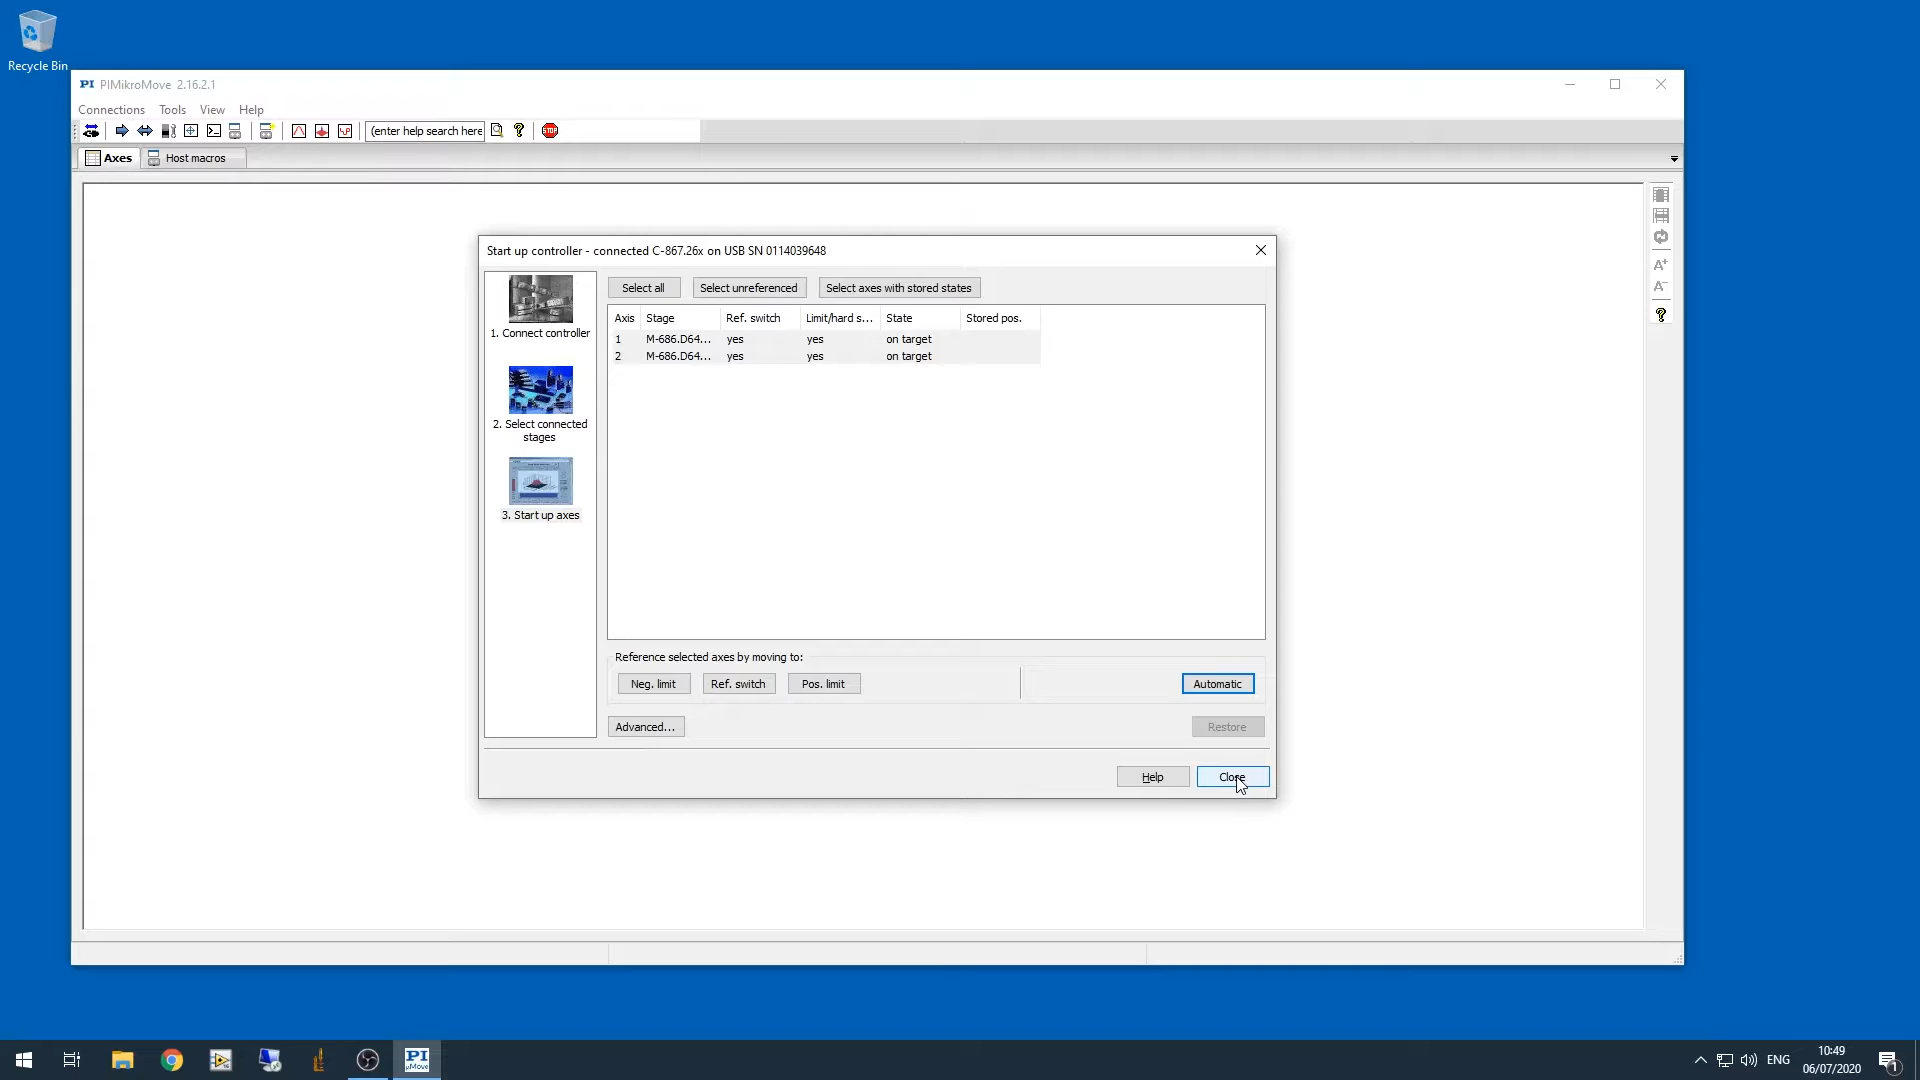 Recycle Bin
PI PIMikroMove 2.16.2.1
Connections Tools View Help
(enter help search here
STOP
Axes Host macros
Start up controller - connected C-867.26x on USB SN 0114039648
1. Connect controller
2. Select connected
stages
3. Start up axes
Select all Select unreferenced Select axes with stored states
Axis Stage Ref. switch Limit/hard s... State Stored pos.
1 M-686.D64... yes yes on target
2 M-686.D64... yes yes on target
Reference selected axes by moving to:
Neg. limit Ref. switch Pos. limit Automatic
Advanced... Restore
Help Close
A+
A-
PI
µMove
ENG
10:49
06/07/2020
1